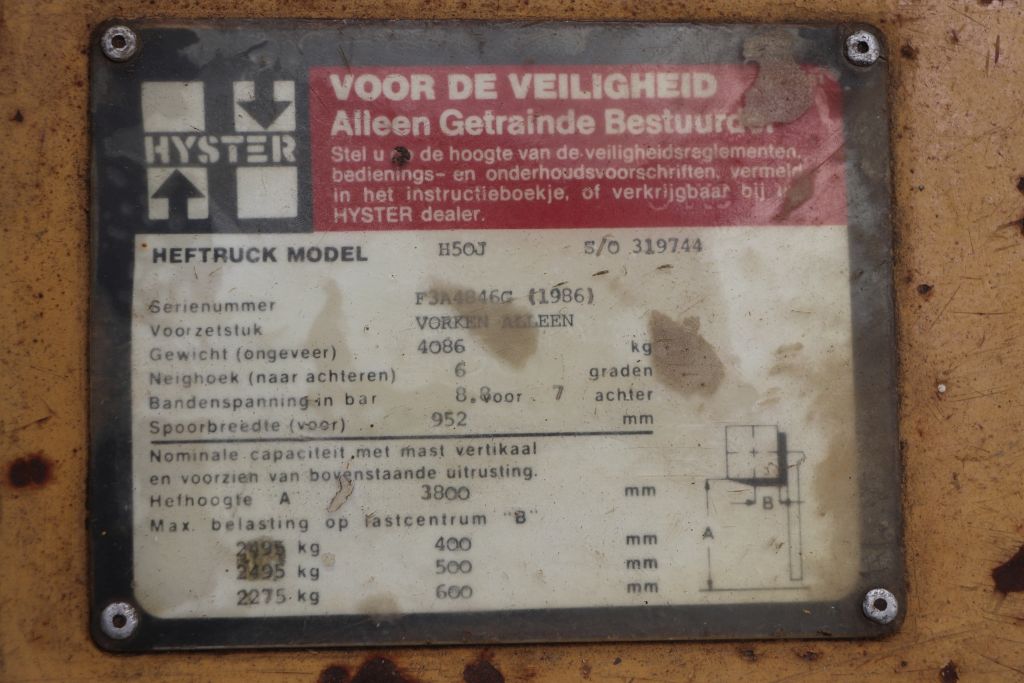 HYSTER
VOOR DE VEILIGHEID
Alleen Getrainde
Stel u de hoogte van de veiligheidsreglementen,
bedienings- en onderhoudsvoorschriften,
in het instructieboekje, of verkrijgbaar bij
HYSTER dealer.
HEFTRUCK MODEL H50J S/O 319744
Serienummer F3A4846G (1986)
Voorzetstuk VORKEN ALLEEN
Gewicht (ongeveer) 4086 kg
Neighoek (naar achteren) 6 graden
Bandenspanning in bar 8.8 voor 7 achter
Spoorbreedte (voor) 952 mm
Nominale capaciteit met mast vertikaal
en voorzien van bovenstaande uitrusting.
Hefhoogte A 3800 mm
Max. belasting op lastcentrum "B"
2495 kg 400 mm
2495 kg 500 mm
2275 kg 600 mm
B
A